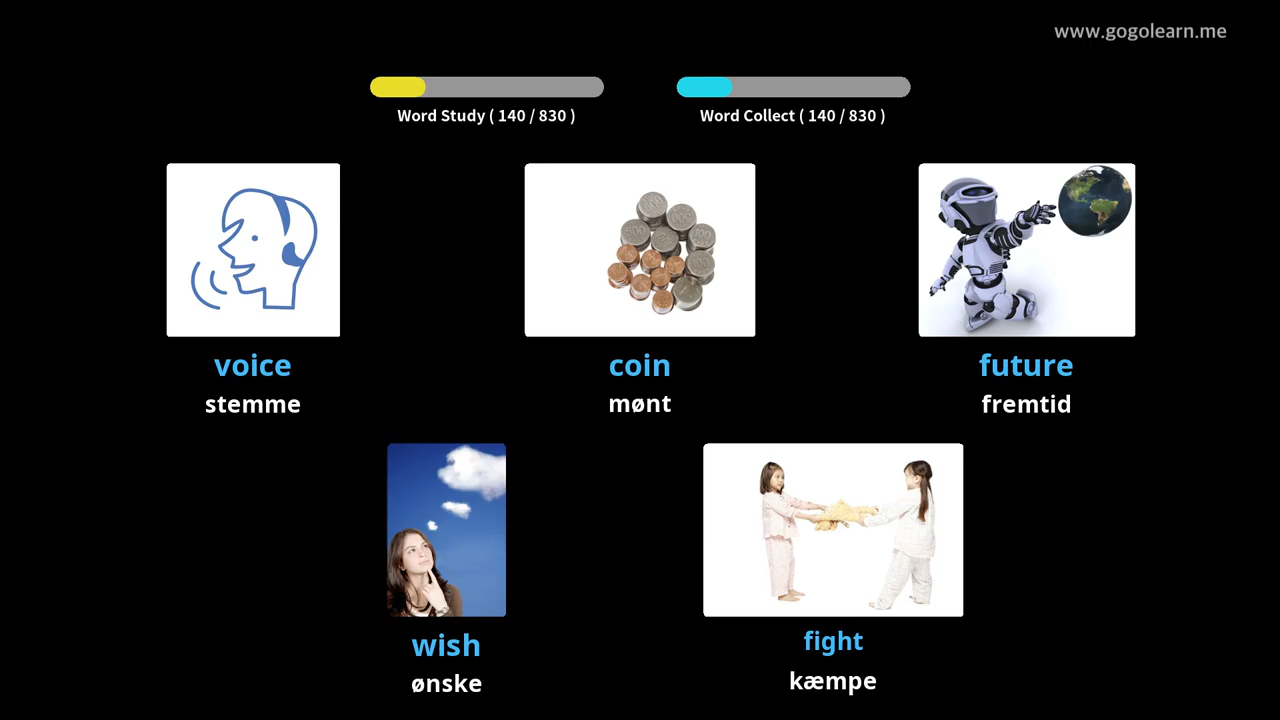 www.gogolearn.me
Word Study ( 140 / 830 )
Word Collect ( 140 / 830 )
voice
stemme
coin
mønt
future
fremtid
wish
ønske
fight
kæmpe